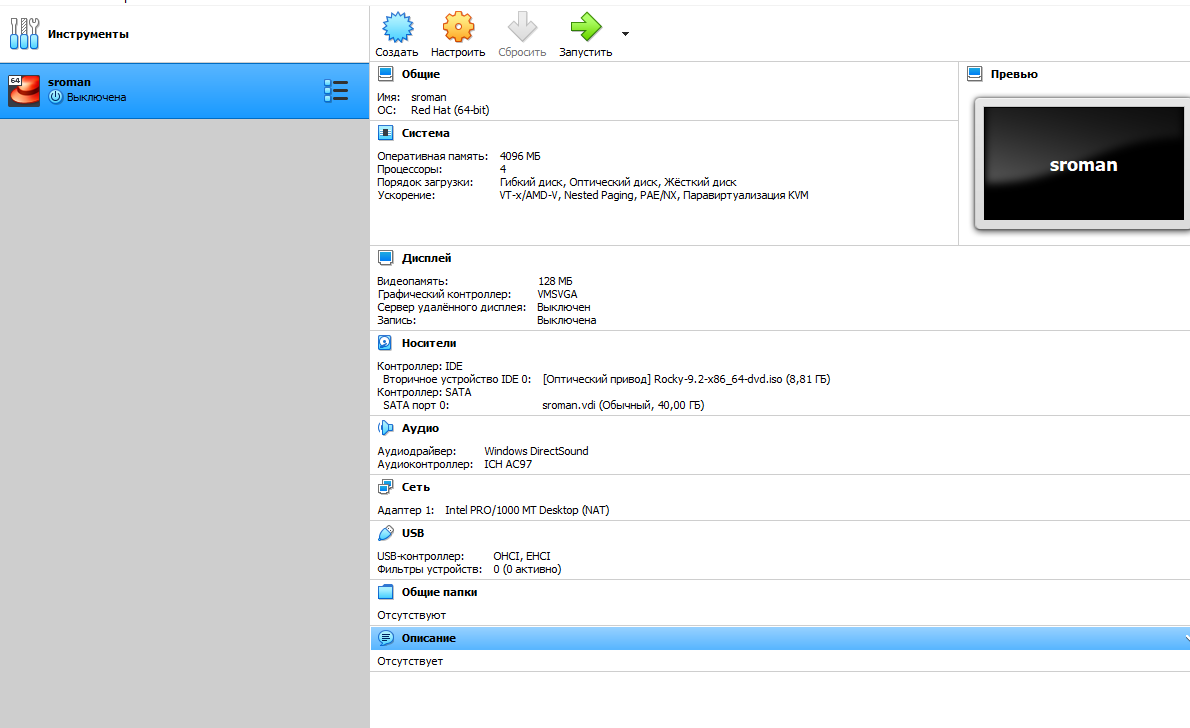 Инструменты
64
sroman
Выключена
Создать Настроить Сбросить Запустить
Общие
Имя: sroman
ОС: Red Hat (64-bit)
Превью
sroman
Система
Оперативная память: 4096 МБ
Процессоры: 4
Порядок загрузки: Гибкий диск, Оптический диск, Жёсткий диск
Ускорение: VT-x/AMD-V, Nested Paging, PAE/NX, Паравиртуализация KVM
Дисплей
Видеопамять: 128 МБ
Графический контроллер: VMSVGA
Сервер удалённого дисплея: Выключен
Запись: Выключена
Носители
Контроллер: IDE
Вторичное устройство IDE 0: [Оптический привод] Rocky-9.2-x86_64-dvd.iso (8,81 ГБ)
Контроллер: SATA
SATA порт 0: sroman.vdi (Обычный, 40,00 ГБ)
Аудио
Аудиодрайвер: Windows DirectSound
Аудиоконтроллер: ICH AC97
Сеть
Адаптер 1: Intel PRO/1000 MT Desktop (NAT)
USB
USB-контроллер: OHCI, EHCI
Фильтры устройств: 0 (0 активно)
Общие папки
Отсутствуют
Описание
Отсутствует